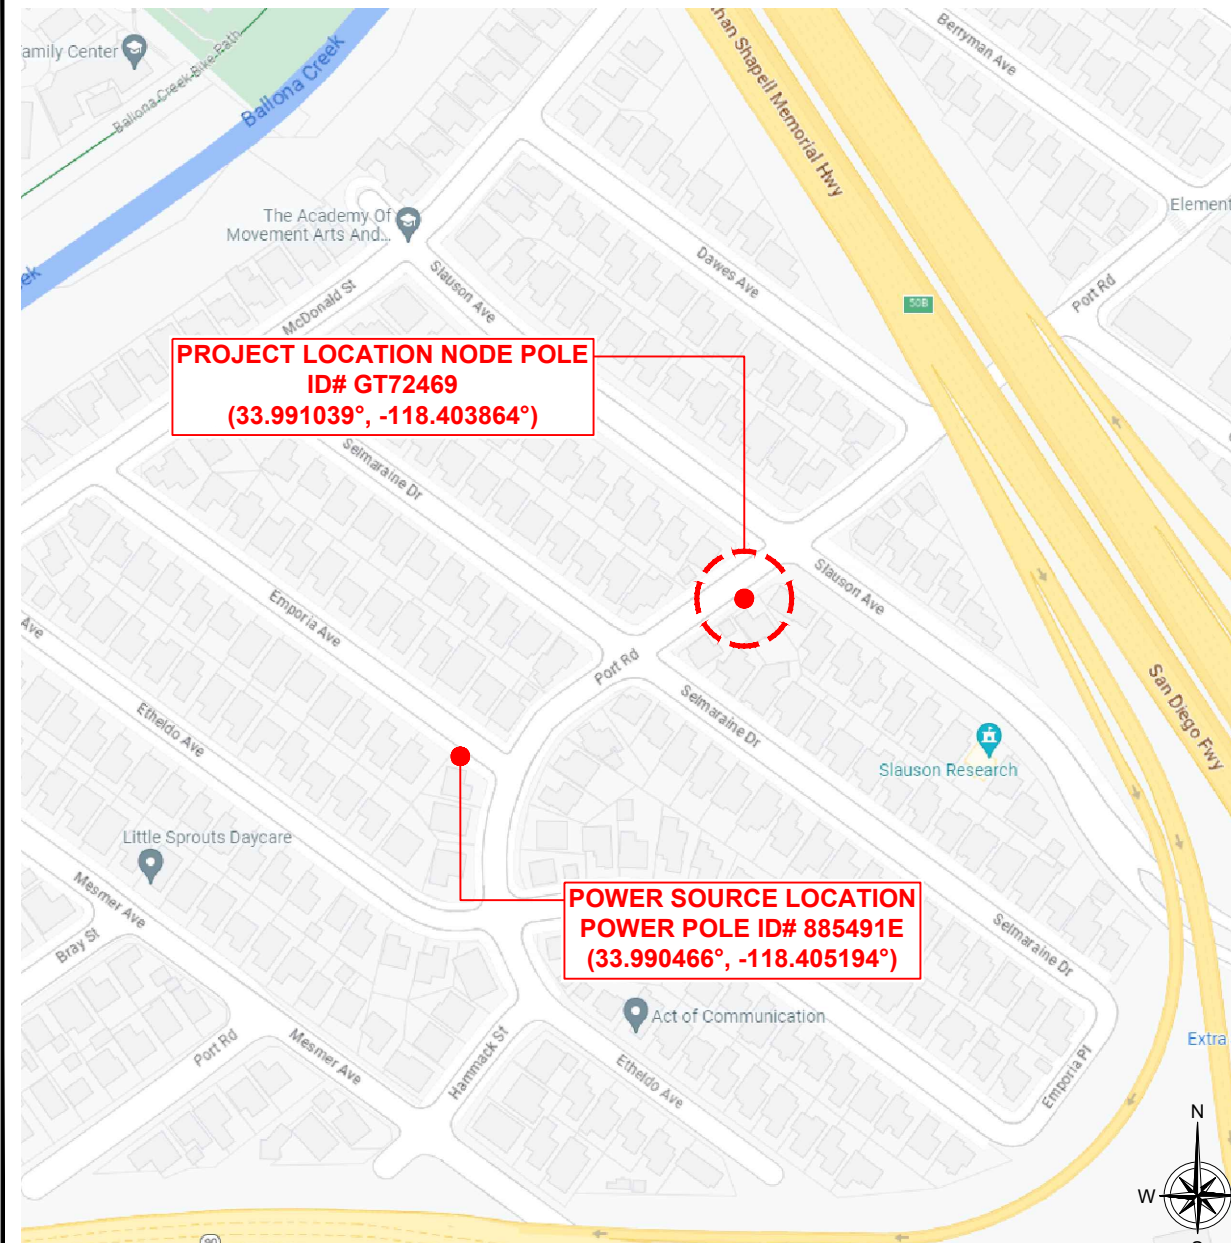 Berryman Ave
han Shapell Memorial Hwy
amily Center
Ballona Creek Bike Path
Ballona Creek
The Academy Of
Movement Arts And...
Element
Dawes Ave
Slauson Ave
Port Rd
McDonald St
50B
eek
PROJECT LOCATION NODE POLE
ID# GT72469
(33.991039°, -118.403864°)
Selmaraine Dr
Slauson Ave
Emporia Ave
Ave
Port Rd
Selmaraine Dr
San Diego Fwy
Etheldo Ave
Slauson Research
Little Sprouts Daycare
Mesmer Ave
Bray St
POWER SOURCE LOCATION
POWER POLE ID# 885491E
(33.990466°, -118.405194°)
Selmaraine Dr
Act of Communication
Port Rd
Mesmer Ave
Hammack St
Etheldo Ave
Emporia Pl
Extra
N
W
90